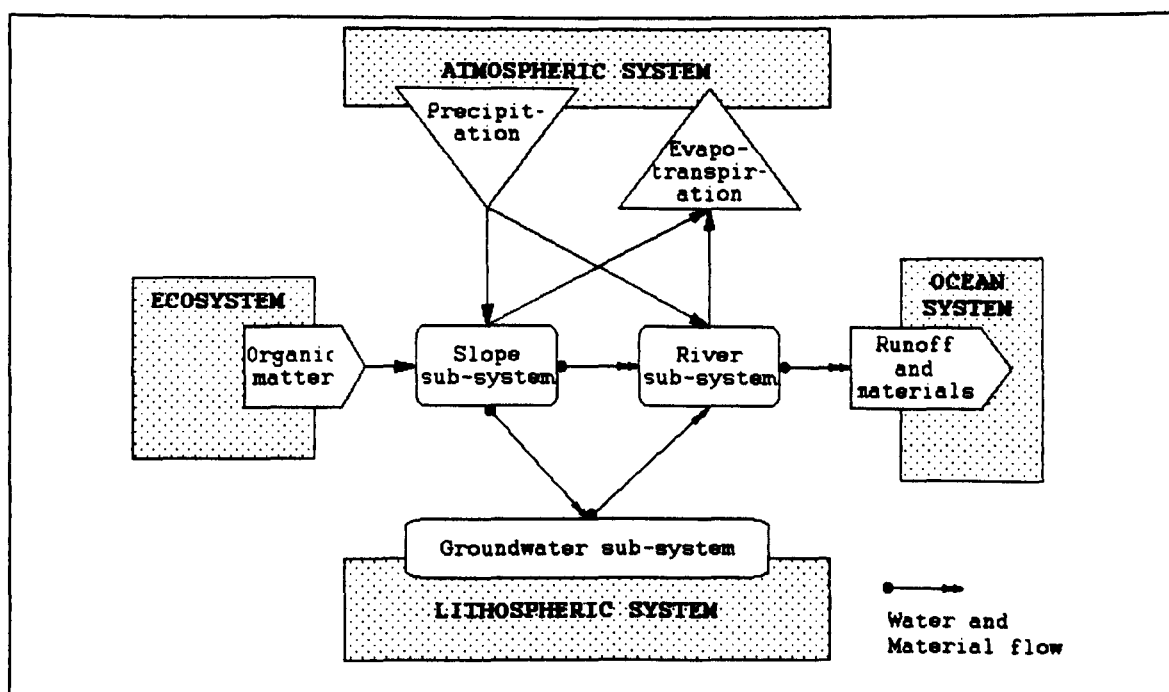 ATMOSPHERIC SYSTEM
Precipit-
ation
Evapo-
transpir-
ation
ECOSYSTEM
OCEAN
SYSTEM
Organic
matter
Slope
sub-system
River
sub-system
Runoff
and
materials
Groundwater sub-system
LITHOSPHERIC SYSTEM
Water and
Material flow